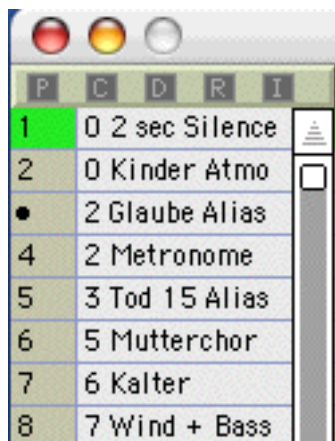 P C D R I
1 0 2 sec Silence
2 0 Kinder Atmo
• 2 Glaube Alias
4 2 Metronome
5 3 Tod 15 Alias
6 5 Mutterchor
7 6 Kalter
8 7 Wind + Bass